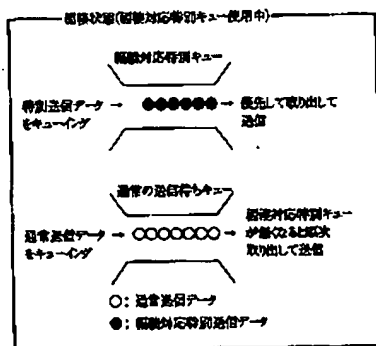 輻輳状態(輻輳対応特別キュー使用中)
輻輳対応特別キュー
特別送信データ
をキューイング
→
●●●●●●
→
優先して取り出して
送信
通常の送信待ちキュー
通常送信データ
をキューイング
→
○○○○○○○
→
輻輳対応特別キュー
が無くなると順次
取り出して送信
○: 通常送信データ
●: 輻輳対応特別送信データ